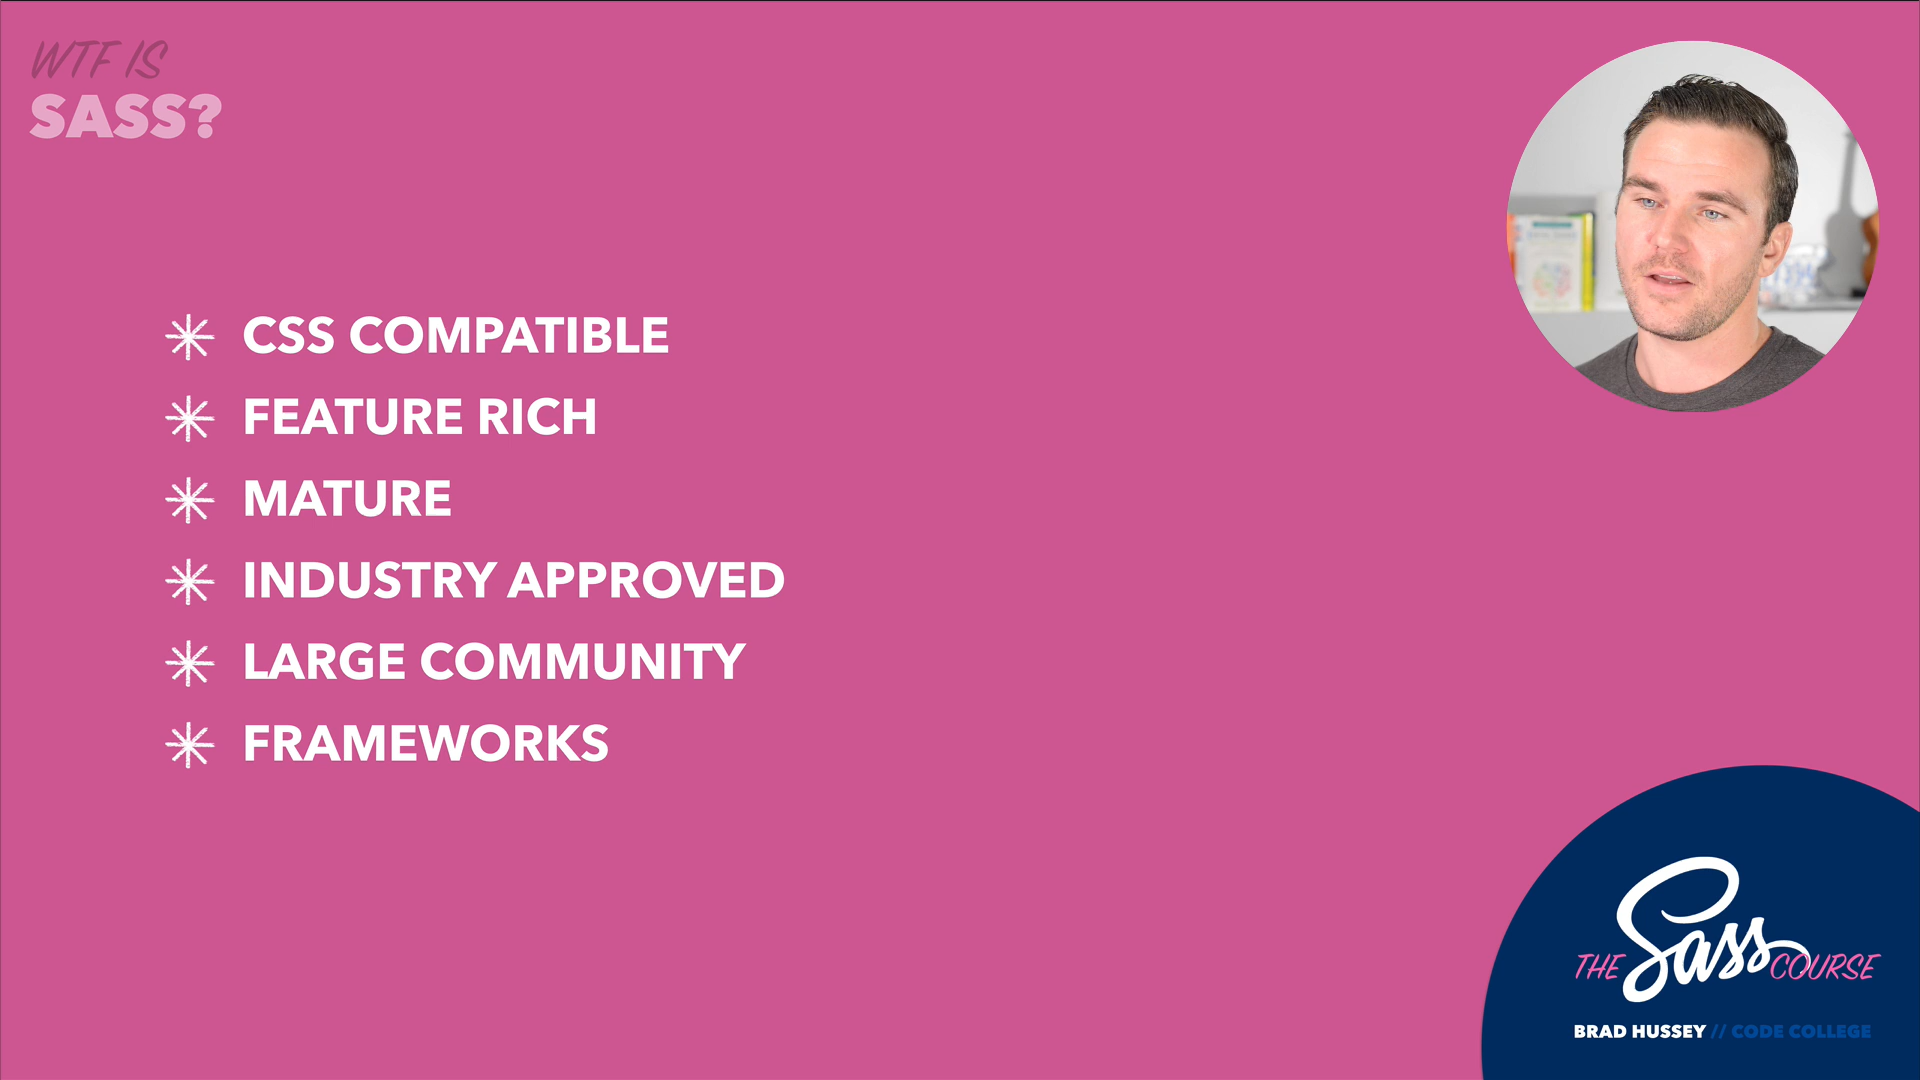 WTF IS
SASS?
CSS COMPATIBLE
FEATURE RICH
MATURE
INDUSTRY APPROVED
LARGE COMMUNITY
FRAMEWORKS
THE Sass COURSE
BRAD HUSSEY // CODE COLLEGE